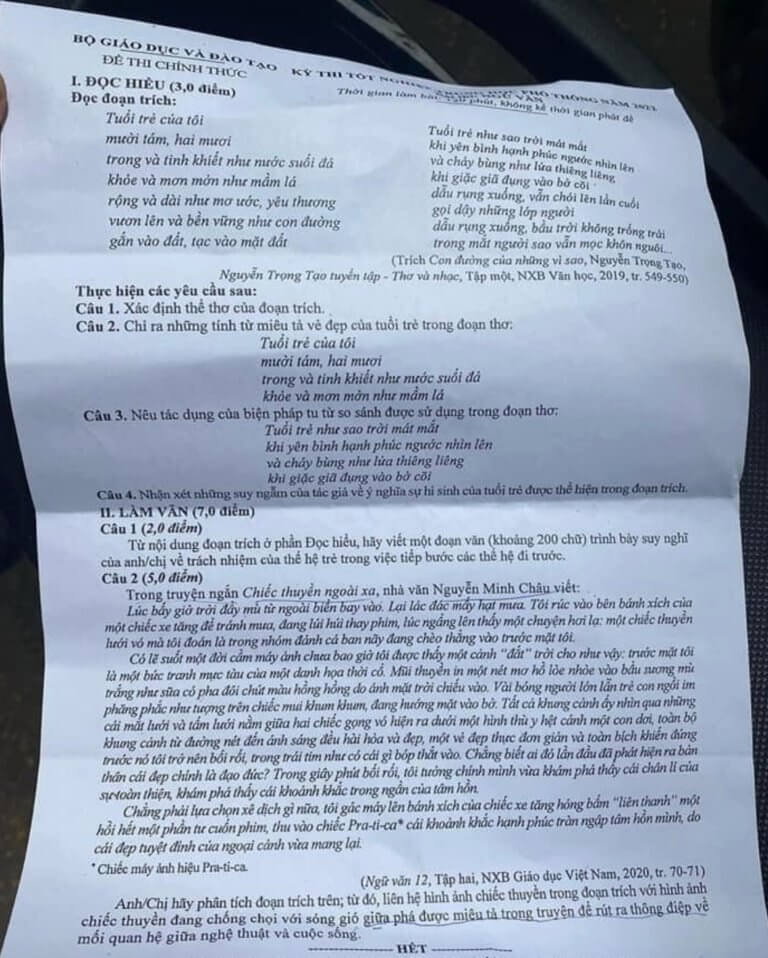 BỘ GIÁO DỤC VÀ ĐÀO TẠO
KỲ THI TỐT NGHIỆP TRUNG HỌC PHỔ THÔNG NĂM 2022
ĐỀ THI CHÍNH THỨC
NGỮ VĂN
Thời gian làm bài: phút, không kể thời gian phát đề
I. ĐỌC HIỂU (3,0 điểm)
Đọc đoạn trích:
Tuổi trẻ của tôi
mười tám, hai mươi
trong và tinh khiết như nước suối đá
khỏe và mơn mởn như mầm lá
rộng và dài như mơ ước, yêu thương
vươn lên và bền vững như con đường
gắn vào đất, tạc vào mặt đất
Tuổi trẻ như sao trời mát mắt
khi yên bình hạnh phúc ngước nhìn lên
và cháy bùng như lửa thiêng liêng
khi giặc giã đụng vào bờ cõi
dẫu rụng xuống, vẫn chói lên lần cuối
gọi dậy những lớp người
dẫu rụng xuống, bầu trời không trống trải
trong mắt người sao vẫn mọc khôn nguôi...
(Trích Con đường của những vì sao, Nguyễn Trọng Tạo,
Nguyễn Trọng Tạo tuyển tập - Thơ và nhạc, Tập một, NXB Văn học, 2019, tr. 549-550)
Thực hiện các yêu cầu sau:
Câu 1. Xác định thể thơ của đoạn trích.
Câu 2. Chỉ ra những tính từ miêu tả vẻ đẹp của tuổi trẻ trong đoạn thơ:
Tuổi trẻ của tôi
mười tám, hai mươi
trong và tinh khiết như nước suối đá
khỏe và mơn mởn như mầm lá
Câu 3. Nêu tác dụng của biện pháp tu từ so sánh được sử dụng trong đoạn thơ:
Tuổi trẻ như sao trời mát mắt
khi yên bình hạnh phúc ngước nhìn lên
và cháy bùng như lửa thiêng liêng
khi giặc giã đụng vào bờ cõi
Câu 4. Nhận xét những suy ngẫm của tác giả về ý nghĩa sự hi sinh của tuổi trẻ được thể hiện trong đoạn trích.
II. LÀM VĂN (7,0 điểm)
Câu 1 (2,0 điểm)
Từ nội dung đoạn trích ở phần Đọc hiểu, hãy viết một đoạn văn (khoảng 200 chữ) trình bày suy nghĩ
của anh/chị về trách nhiệm của thế hệ trẻ trong việc tiếp bước các thế hệ đi trước.
Câu 2 (5,0 điểm)
Trong truyện ngắn Chiếc thuyền ngoài xa, nhà văn Nguyễn Minh Châu viết:
Lúc bấy giờ trời đầy mù từ ngoài biển bay vào. Lại lác đác mấy hạt mưa. Tôi rúc vào bên bánh xích của
một chiếc xe tăng để tránh mưa, đang lúi húi thay phim, lúc ngẩng lên thấy một chuyện hơi lạ: một chiếc thuyền
lưới vó mà tôi đoán là trong nhóm đánh cá ban nãy đang chèo thẳng vào trước mặt tôi.
Có lẽ suốt một đời cầm máy ảnh chưa bao giờ tôi được thấy một cảnh "đắt" trời cho như vậy: trước mặt tôi
là một bức tranh mực tàu của một danh họa thời cổ. Mũi thuyền in một nét mơ hồ lòe nhòe vào bầu sương mù
trắng như sữa có pha đôi chút màu hồng hồng do ánh mặt trời chiếu vào. Vài bóng người lớn lẫn trẻ con ngồi im
phăng phắc như tượng trên chiếc mui khum khum, đang hướng mặt vào bờ. Tất cả khung cảnh ấy nhìn qua những
cái mắt lưới và tấm lưới nằm giữa hai chiếc gọng vó hiện ra dưới một hình thù y hệt cánh một con dơi, toàn bộ
khung cảnh từ đường nét đến ánh sáng đều hài hòa và đẹp, một vẻ đẹp thực đơn giản và toàn bích khiến đứng
trước nó tôi trở nên bối rối, trong trái tim như có cái gì bóp thắt vào. Chẳng biết ai đó lần đầu đã phát hiện ra bản
thân cái đẹp chính là đạo đức? Trong giây phút bối rối, tôi tưởng chính mình vừa khám phá thấy cái chân lí của
sự toàn thiện, khám phá thấy cái khoảnh khắc trong ngần của tâm hồn.
Chẳng phải lựa chọn xê dịch gì nữa, tôi gác máy lên bánh xích của chiếc xe tăng hỏng bấm "liên thanh" một
hồi hết một phần tư cuốn phim, thu vào chiếc Pra-ti-ca* cái khoảnh khắc hạnh phúc tràn ngập tâm hồn mình, do
cái đẹp tuyệt đỉnh của ngoại cảnh vừa mang lại.
* Chiếc máy ảnh hiệu Pra-ti-ca.
(Ngữ văn 12, Tập hai, NXB Giáo dục Việt Nam, 2020, tr. 70-71)
Anh/Chị hãy phân tích đoạn trích trên; từ đó, liên hệ hình ảnh chiếc thuyền trong đoạn trích với hình ảnh
chiếc thuyền đang chống chọi với sóng gió giữa phá được miêu tả trong truyện để rút ra thông điệp về
mối quan hệ giữa nghệ thuật và cuộc sống.
HẾT